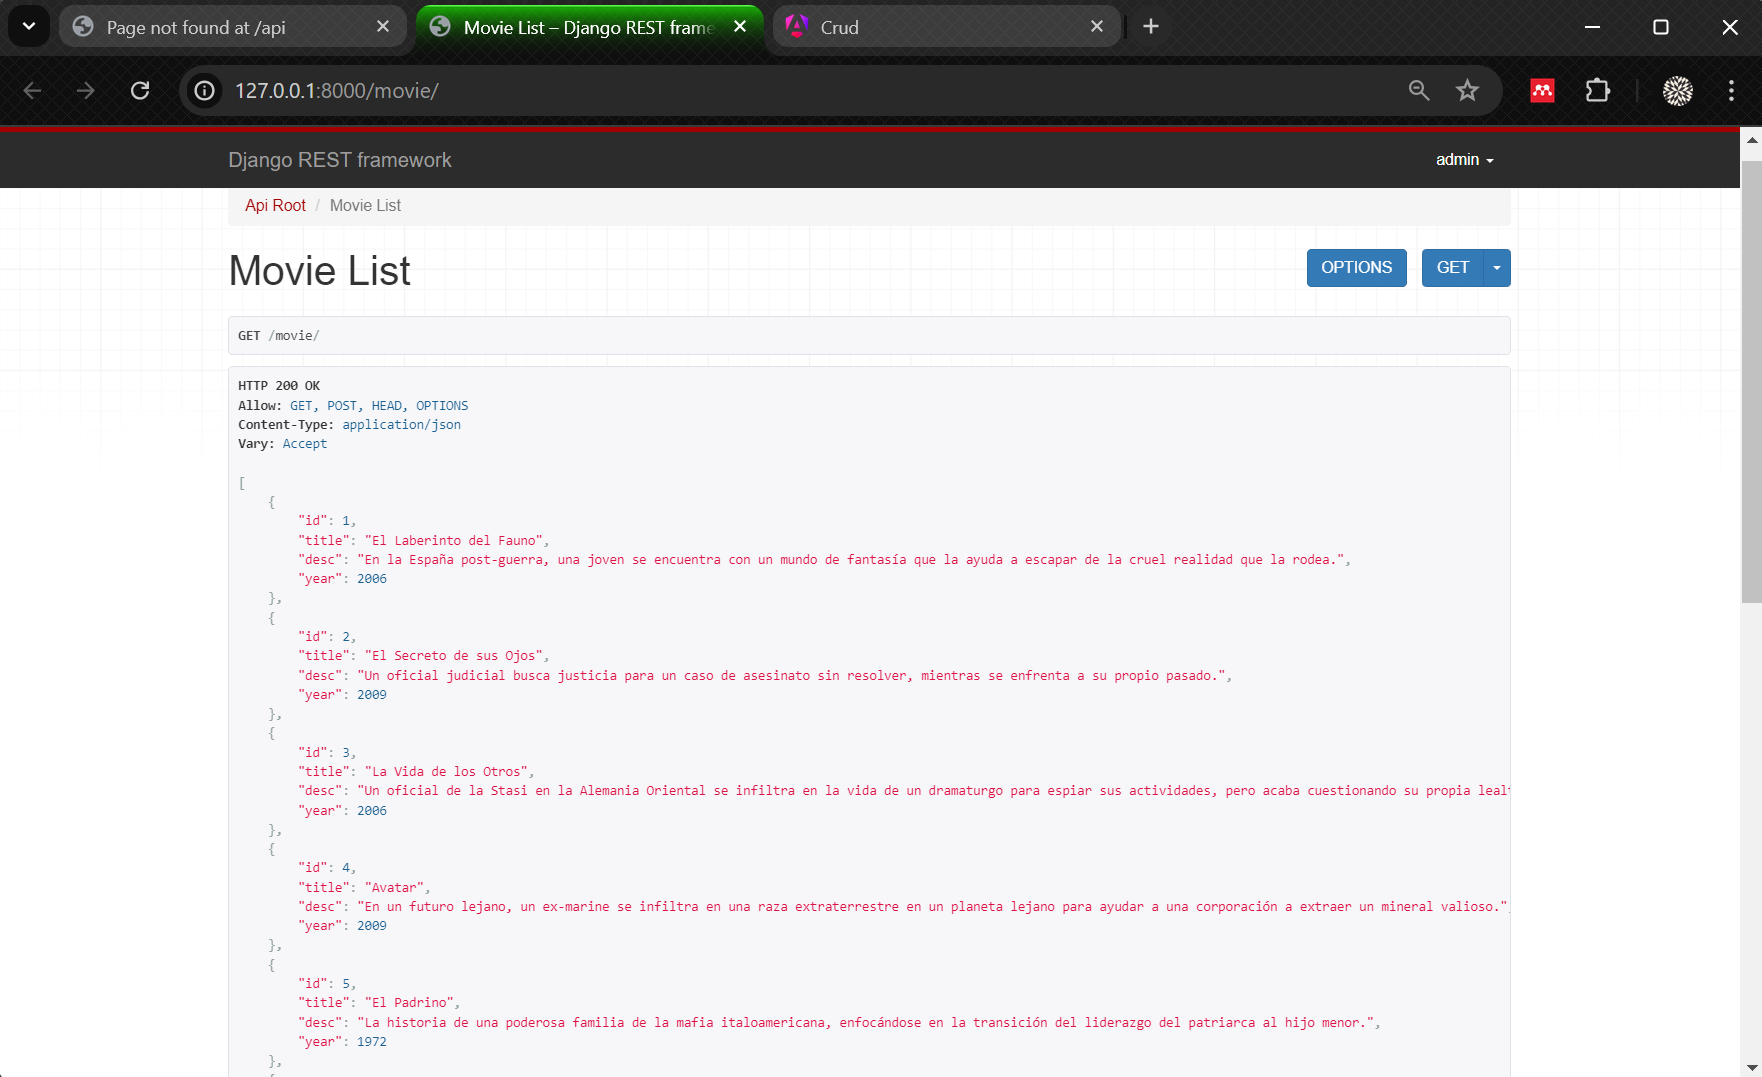 Page not found at /api
Movie List – Django REST frame
Crud
127.0.0.1:8000/movie/
Django REST framework
admin
Api Root / Movie List
Movie List
OPTIONS
GET
GET /movie/
HTTP 200 OK
Allow: GET, POST, HEAD, OPTIONS
Content-Type: application/json
Vary: Accept
[
{
"id": 1,
"title": "El Laberinto del Fauno",
"desc": "En la España post-guerra, una joven se encuentra con un mundo de fantasía que la ayuda a escapar de la cruel realidad que la rodea.",
"year": 2006
},
{
"id": 2,
"title": "El Secreto de sus Ojos",
"desc": "Un oficial judicial busca justicia para un caso de asesinato sin resolver, mientras se enfrenta a su propio pasado.",
"year": 2009
},
{
"id": 3,
"title": "La Vida de los Otros",
"desc": "Un oficial de la Stasi en la Alemania Oriental se infiltra en la vida de un dramaturgo para espiar sus actividades, pero acaba cuestionando su propia leal
"year": 2006
},
{
"id": 4,
"title": "Avatar",
"desc": "En un futuro lejano, un ex-marine se infiltra en una raza extraterrestre en un planeta lejano para ayudar a una corporación a extraer un mineral valioso.",
"year": 2009
},
{
"id": 5,
"title": "El Padrino",
"desc": "La historia de una poderosa familia de la mafia italoamericana, enfocándose en la transición del liderazgo del patriarca al hijo menor.",
"year": 1972
},
{